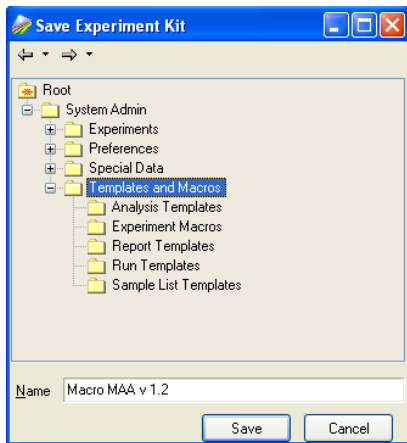 Save Experiment Kit
Root
System Admin
Experiments
Preferences
Special Data
Templates and Macros
Analysis Templates
Experiment Macros
Report Templates
Run Templates
Sample List Templates
Name Macro MAA v 1.2
Save Cancel